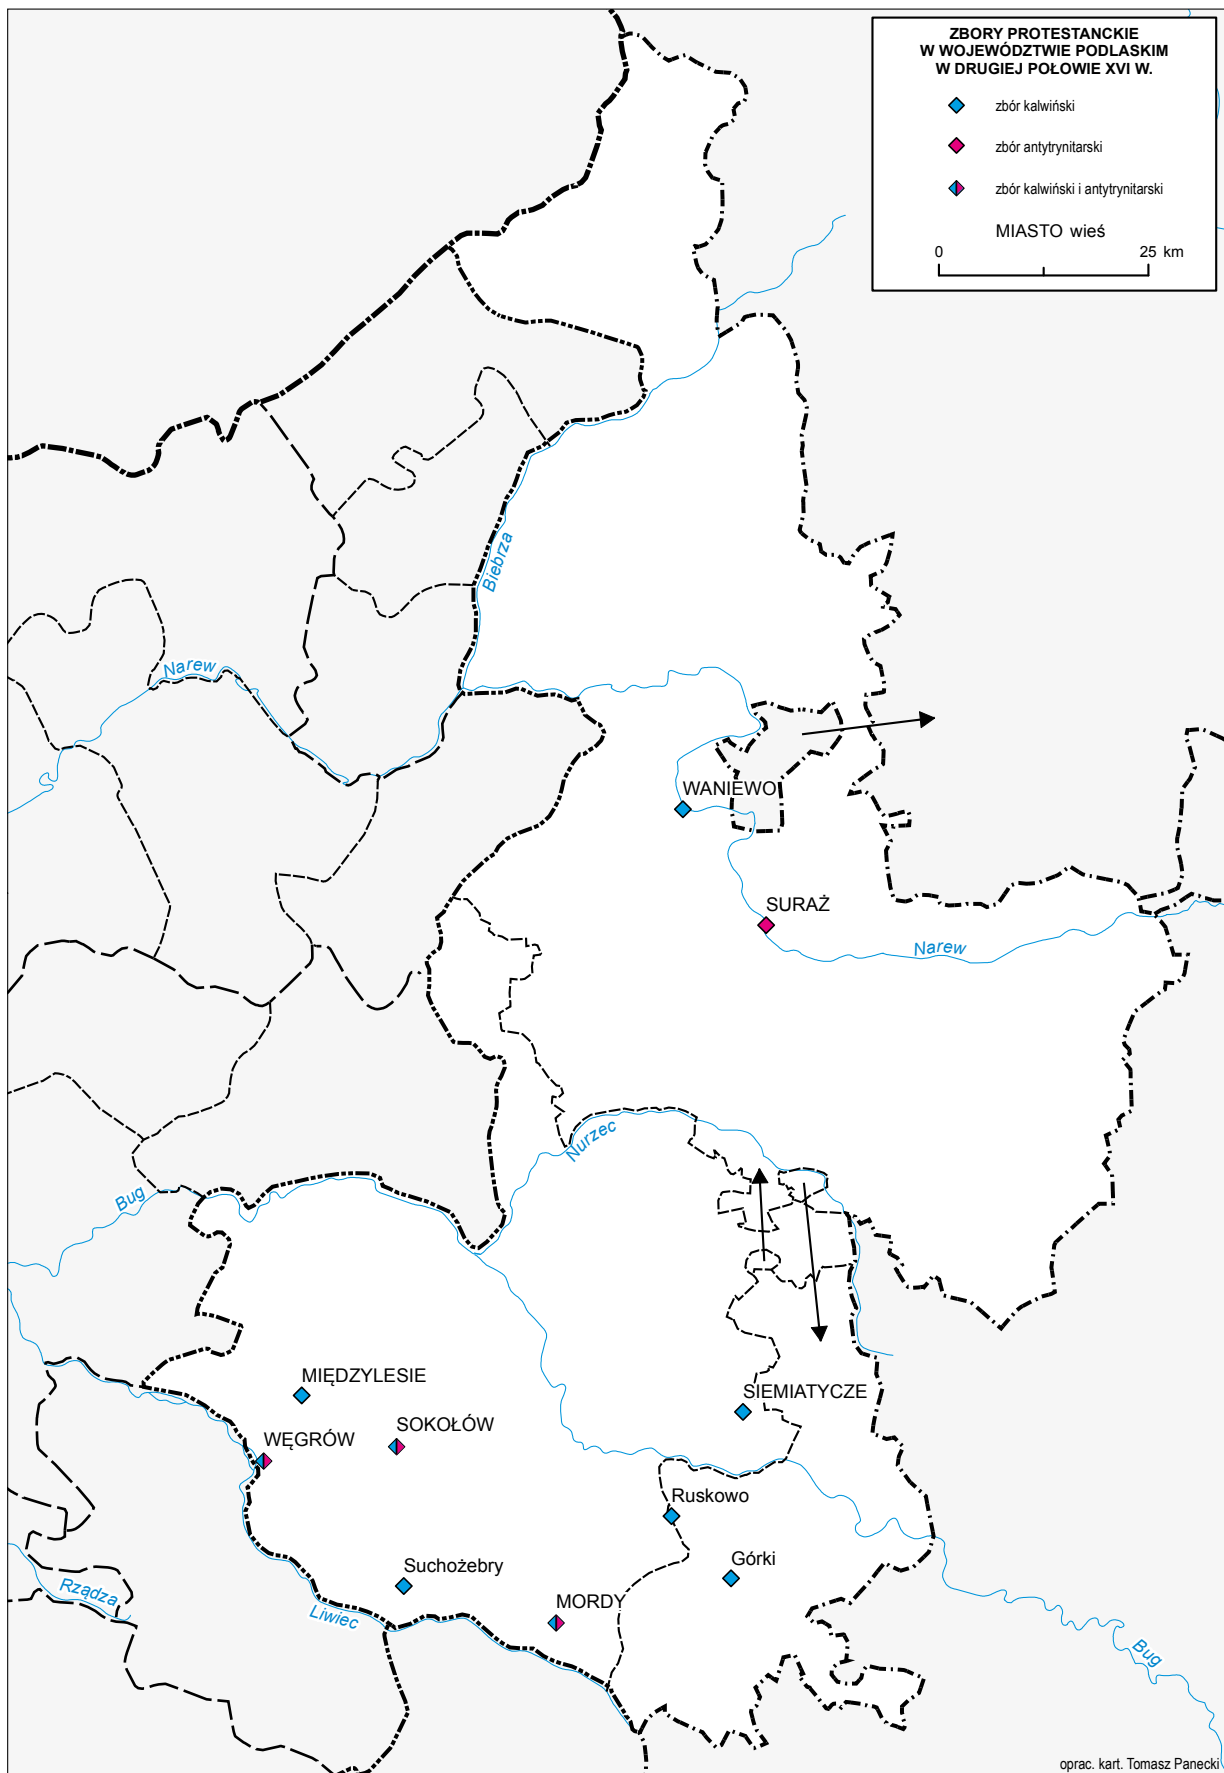 ZBORY PROTESTANCKIE
W WOJEWÓDZTWIE PODLASKIM
W DRUGIEJ POŁOWIE XVI W.
zbór kalwiński
zbór antytrynitarski
zbór kalwiński i antytrynitarski
MIASTO wieś
0 25 km
Biebrza
Narew
WANIEWO
SURAŻ
Narew
Nurzec
Bug
MIĘDZYLESIE
SIEMIATYCZE
SOKOŁÓW
WĘGRÓW
Ruskowo
Górki
Suchożebry
Rządza
MORDY
Liwiec
Bug
oprac. kart. Tomasz Panecki